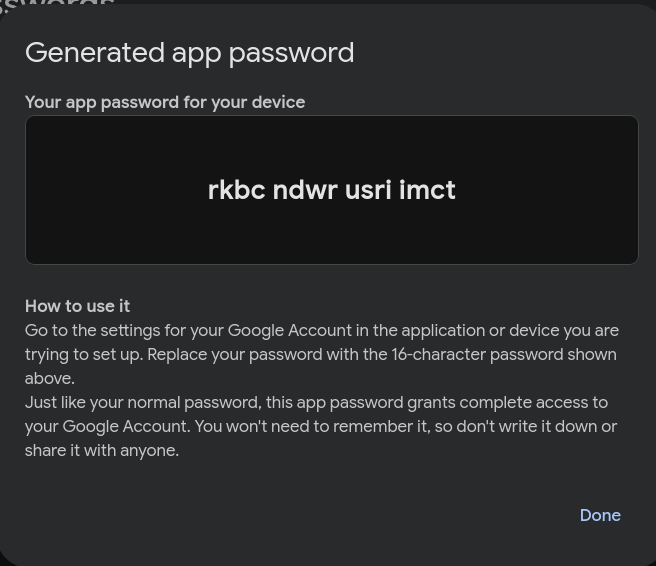 Generated app password
Your app password for your device
rkbc ndwr usri imct
How to use it
Go to the settings for your Google Account in the application or device you are
trying to set up. Replace your password with the 16-character password shown
above.
Just like your normal password, this app password grants complete access to
your Google Account. You won't need to remember it, so don't write it down or
share it with anyone.
Done